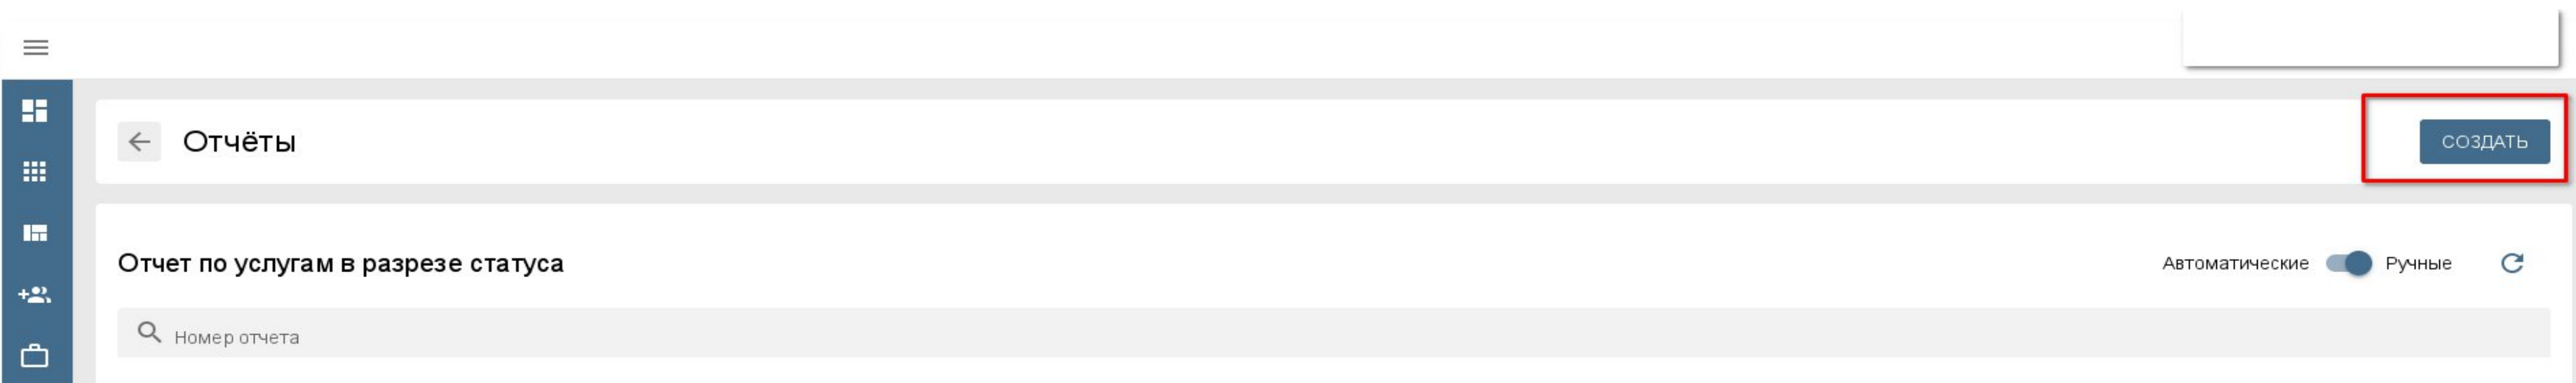 Отчёты
СОЗДАТЬ
Отчет по услугам в разрезе статуса
Автоматические Ручные
Номер отчета